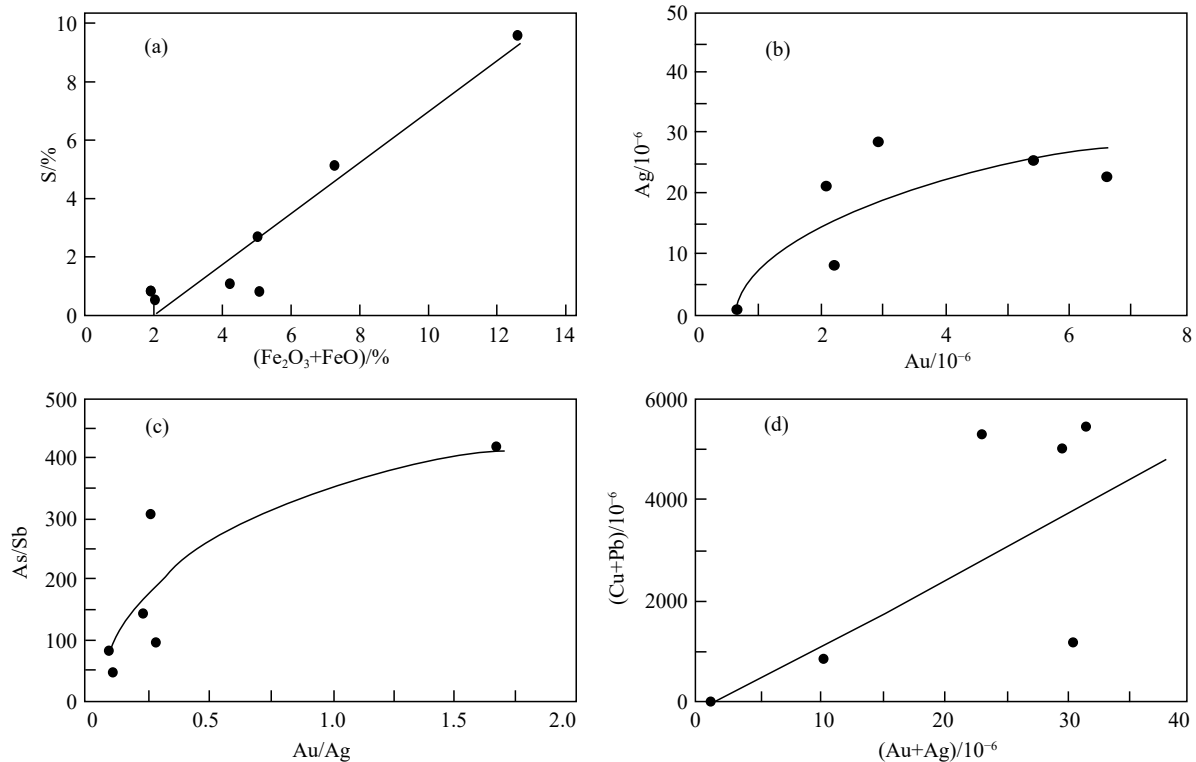 (a)
S/%
10
8
6
4
2
0
0 2 4 6 8 10 12 14
(Fe₂O₃+FeO)/%
(b)
Ag/10⁻⁶
50
40
30
20
10
0
0 2 4 6 8
Au/10⁻⁶
(c)
As/Sb
500
400
300
200
100
50
0
0 0.5 1.0 1.5 2.0
Au/Ag
(d)
(Cu+Pb)/10⁻⁶
6000
4000
2000
0
0 10 20 30 40
(Au+Ag)/10⁻⁶